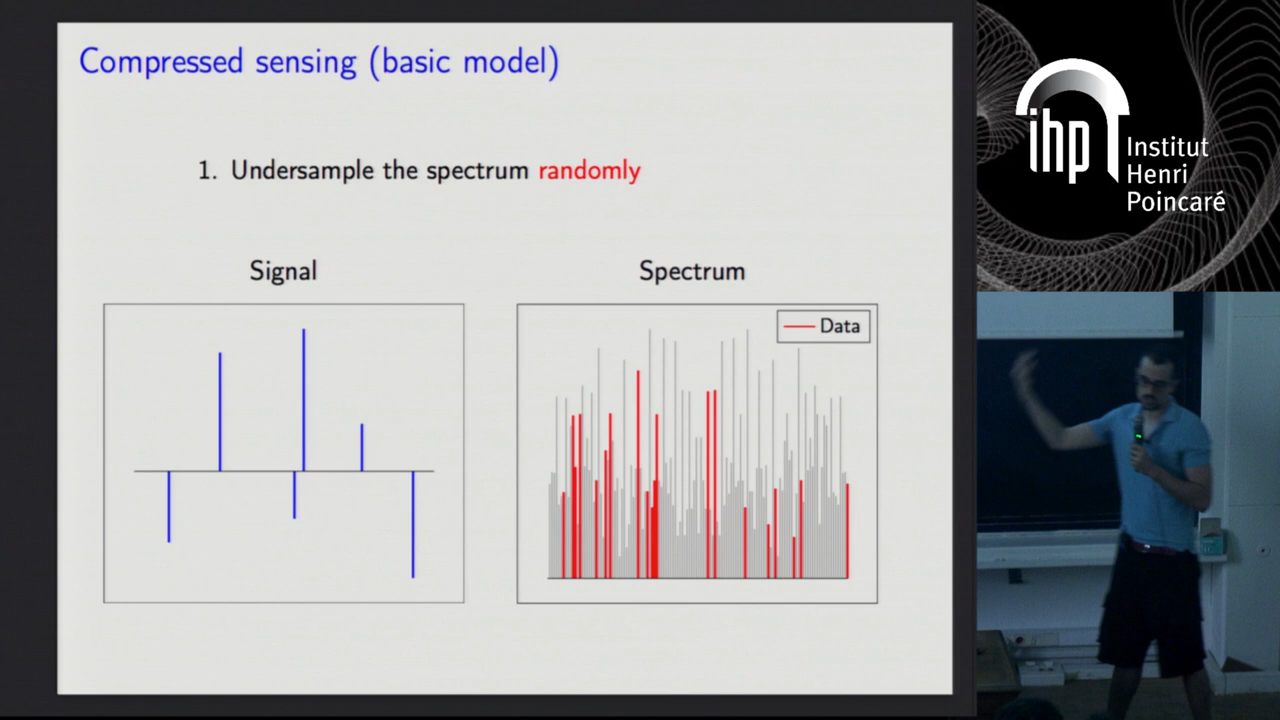 Compressed sensing (basic model)
1. Undersample the spectrum randomly
Signal
Spectrum
Data
ihp
Institut
Henri
Poincaré